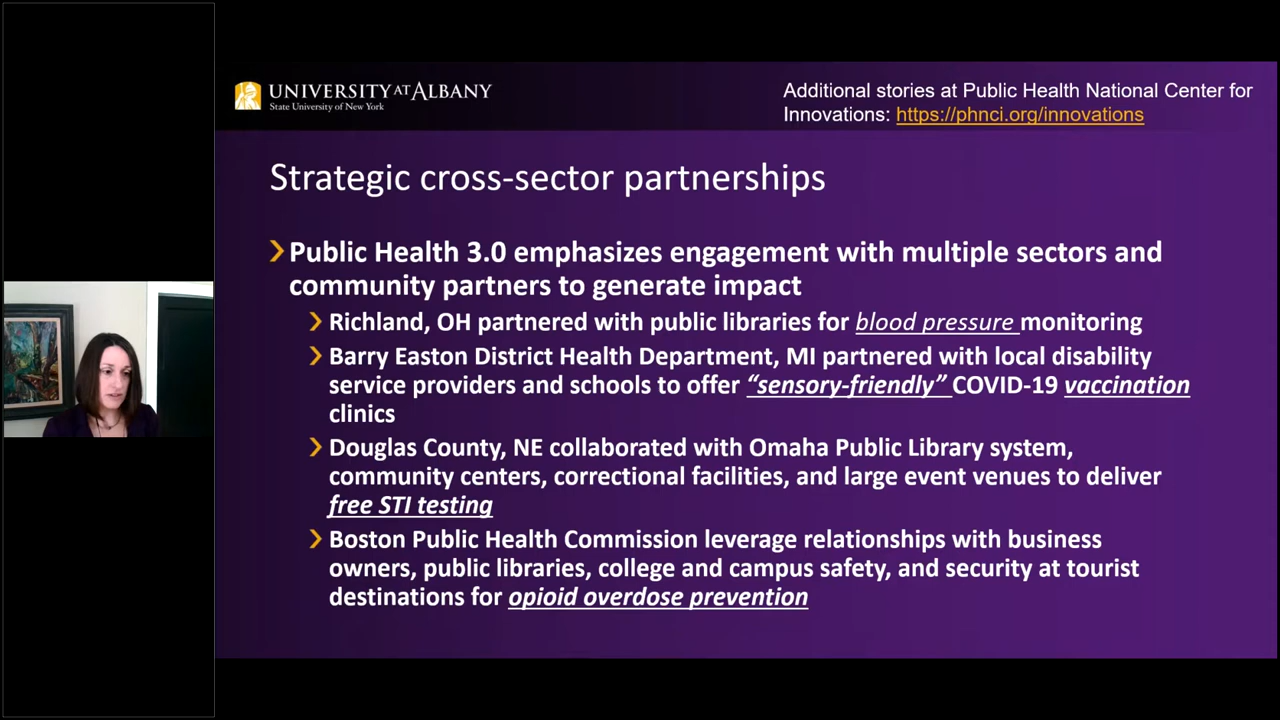 UNIVERSITY AT ALBANY
State University of New York
Additional stories at Public Health National Center for
Innovations: https://phnci.org/innovations
Strategic cross-sector partnerships
Public Health 3.0 emphasizes engagement with multiple sectors and
community partners to generate impact
Richland, OH partnered with public libraries for blood pressure monitoring
Barry Easton District Health Department, MI partnered with local disability
service providers and schools to offer “sensory-friendly” COVID-19 vaccination
clinics
Douglas County, NE collaborated with Omaha Public Library system,
community centers, correctional facilities, and large event venues to deliver
free STI testing
Boston Public Health Commission leverage relationships with business
owners, public libraries, college and campus safety, and security at tourist
destinations for opioid overdose prevention